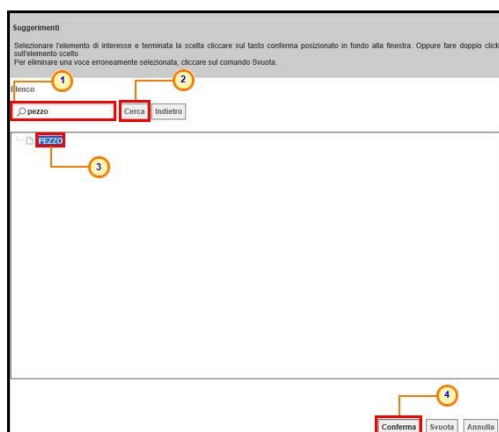 Suggerimenti
Selezionare l'elemento di interesse e terminata la scelta cliccare sul tasto conferma posizionato in fondo alla finestra. Oppure fare doppio click
sull'elemento scelto
Per eliminare una voce erroneamente selezionata, cliccare sul comando Svuota.
1
2
Elenco
pezzo Cerca Indietro
PEZZO
3
4
Conferma Svuota Annulla